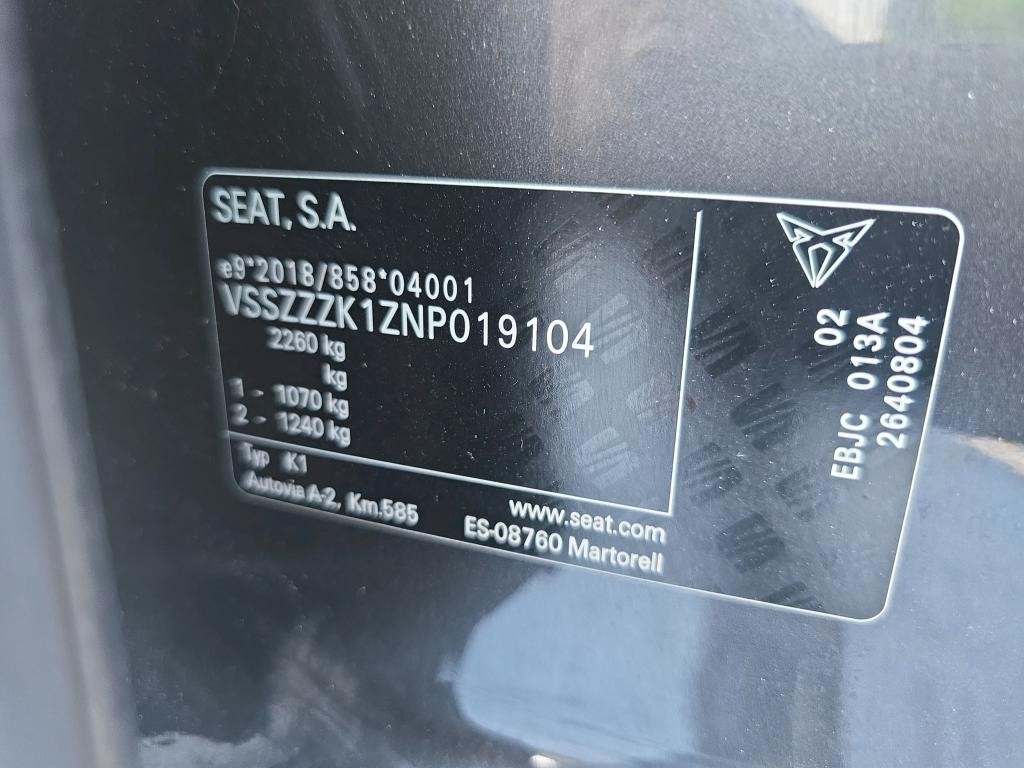 SEAT, S.A.
e9*2018/858*04001
VSSZZZK1ZNP019104
2260 kg
kg
1 - 1070 kg
2 - 1240 kg
Typ K1
Autovia A-2, Km.585
www.seat.com
ES-08760 Martorell
EBJC 013A 02
2640804